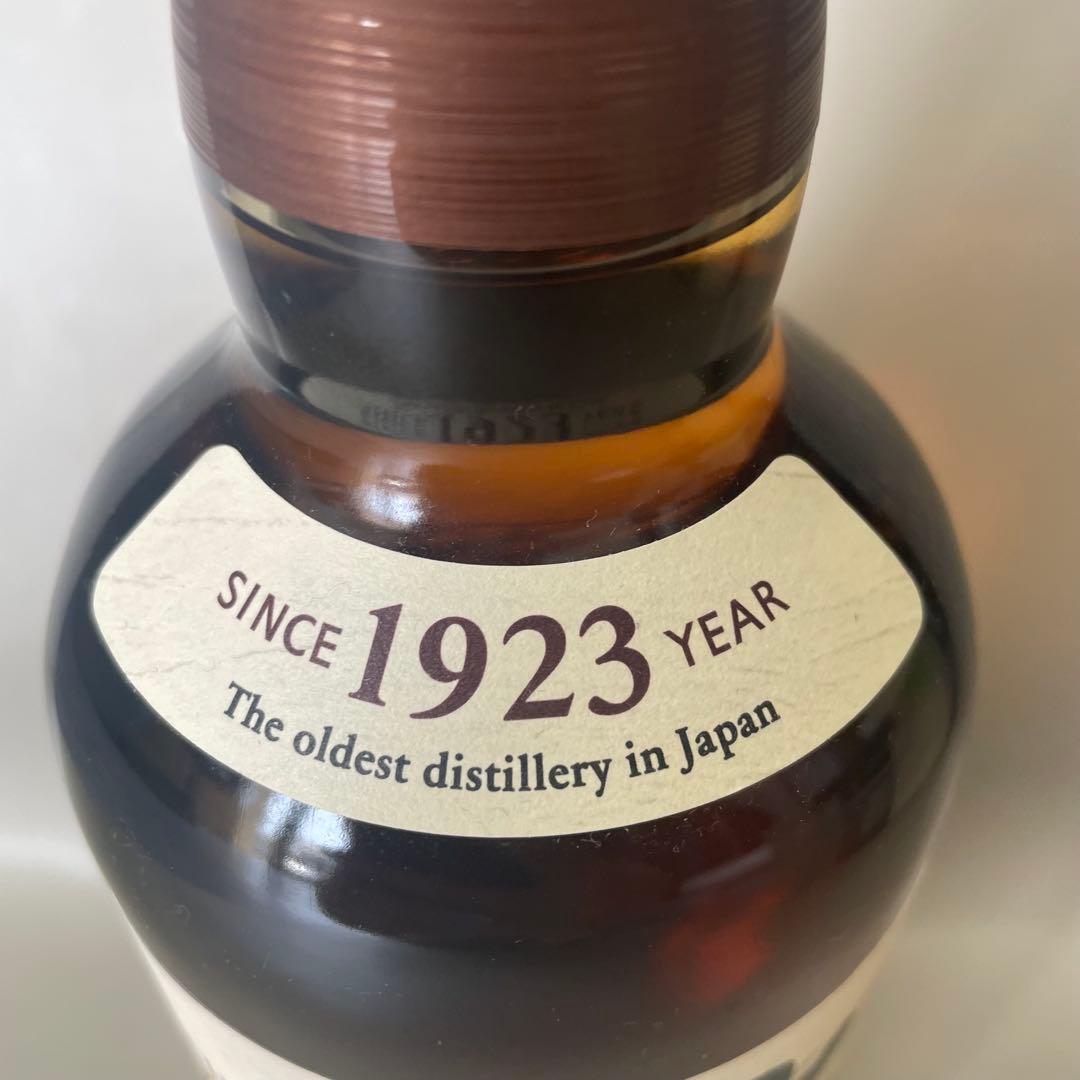 SINCE 1923 YEAR
The oldest distillery in Japan